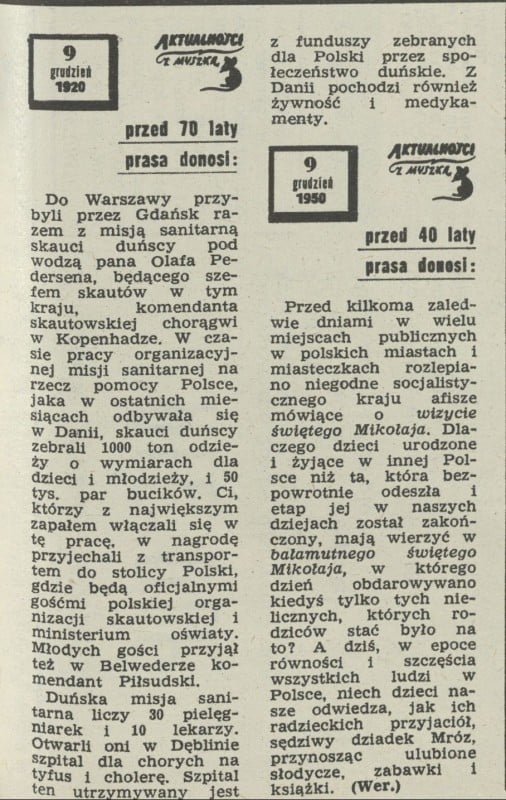 9
grudzień
1920
AKTUALNOŚCI
Z MUSZKĄ
przed 70 laty
prasa donosi:
Do Warszawy przy-
byli przez Gdańsk ra-
zem z misją sanitarną
skauci duńscy pod
wodzą pana Olafa Pe-
dersena, będącego sze-
fem skautów w tym
kraju, komendanta
skautowskiej chorągwi
w Kopenhadze. W cza-
sie pracy organizacyj-
nej misji sanitarnej na
rzecz pomocy Polsce,
jaka w ostatnich mie-
siącach odbywała się
w Danii, skauci duńscy
zebrali 1000 ton odzie-
ży o wymiarach dla
dzieci i młodzieży, i 50
tys. par bucików. Ci,
którzy z największym
zapałem włączali się w
tę pracę, w nagrodę
przyjechali z transpor-
tem do stolicy Polski,
gdzie będą oficjalnymi
gośćmi polskiej orga-
nizacji skautowskiej i
ministerium oświaty.
Młodych gości przyjął
też w Belwederze ko-
mendant Piłsudski.
Duńska misja sani-
tarna liczy 30 pielęg-
niarek i 10 lekarzy.
Otwarli oni w Dęblinie
szpital dla chorych na
tyfus i cholerę. Szpital
ten utrzymywany jest
z funduszy zebranych
dla Polski przez spo-
łeczeństwo duńskie. Z
Danii pochodzi również
żywność i medyka-
menty.
9
grudzień
1950
AKTUALNOŚCI
Z MUSZKĄ
przed 40 laty
prasa donosi:
Przed kilkoma zaled-
wie dniami w wielu
miejscach publicznych
w polskich miastach i
miasteczkach rozlepia-
no niegodne socjalisty-
cznego kraju afisze
mówiące o wizycie
świętego Mikołaja. Dla-
czego dzieci urodzone
i żyjące w innej Pol-
sce niż ta, która bez-
powrotnie odeszła i
etap jej w naszych
dziejach został zakoń-
czony, mają wierzyć w
bałamutnego świętego
Mikołaja, w którego
dzień obdarowywano
kiedyś tylko tych nie-
licznych, których ro-
dziców stać było na
to? A dziś, w epoce
równości i szczęścia
wszystkich ludzi w
Polsce, niech dzieci na-
sze odwiedza, jak ich
radzieckich przyjaciół,
sędziwy dziadek Mróz,
przynosząc ulubione
słodycze, zabawki i
książki. (Wer.)